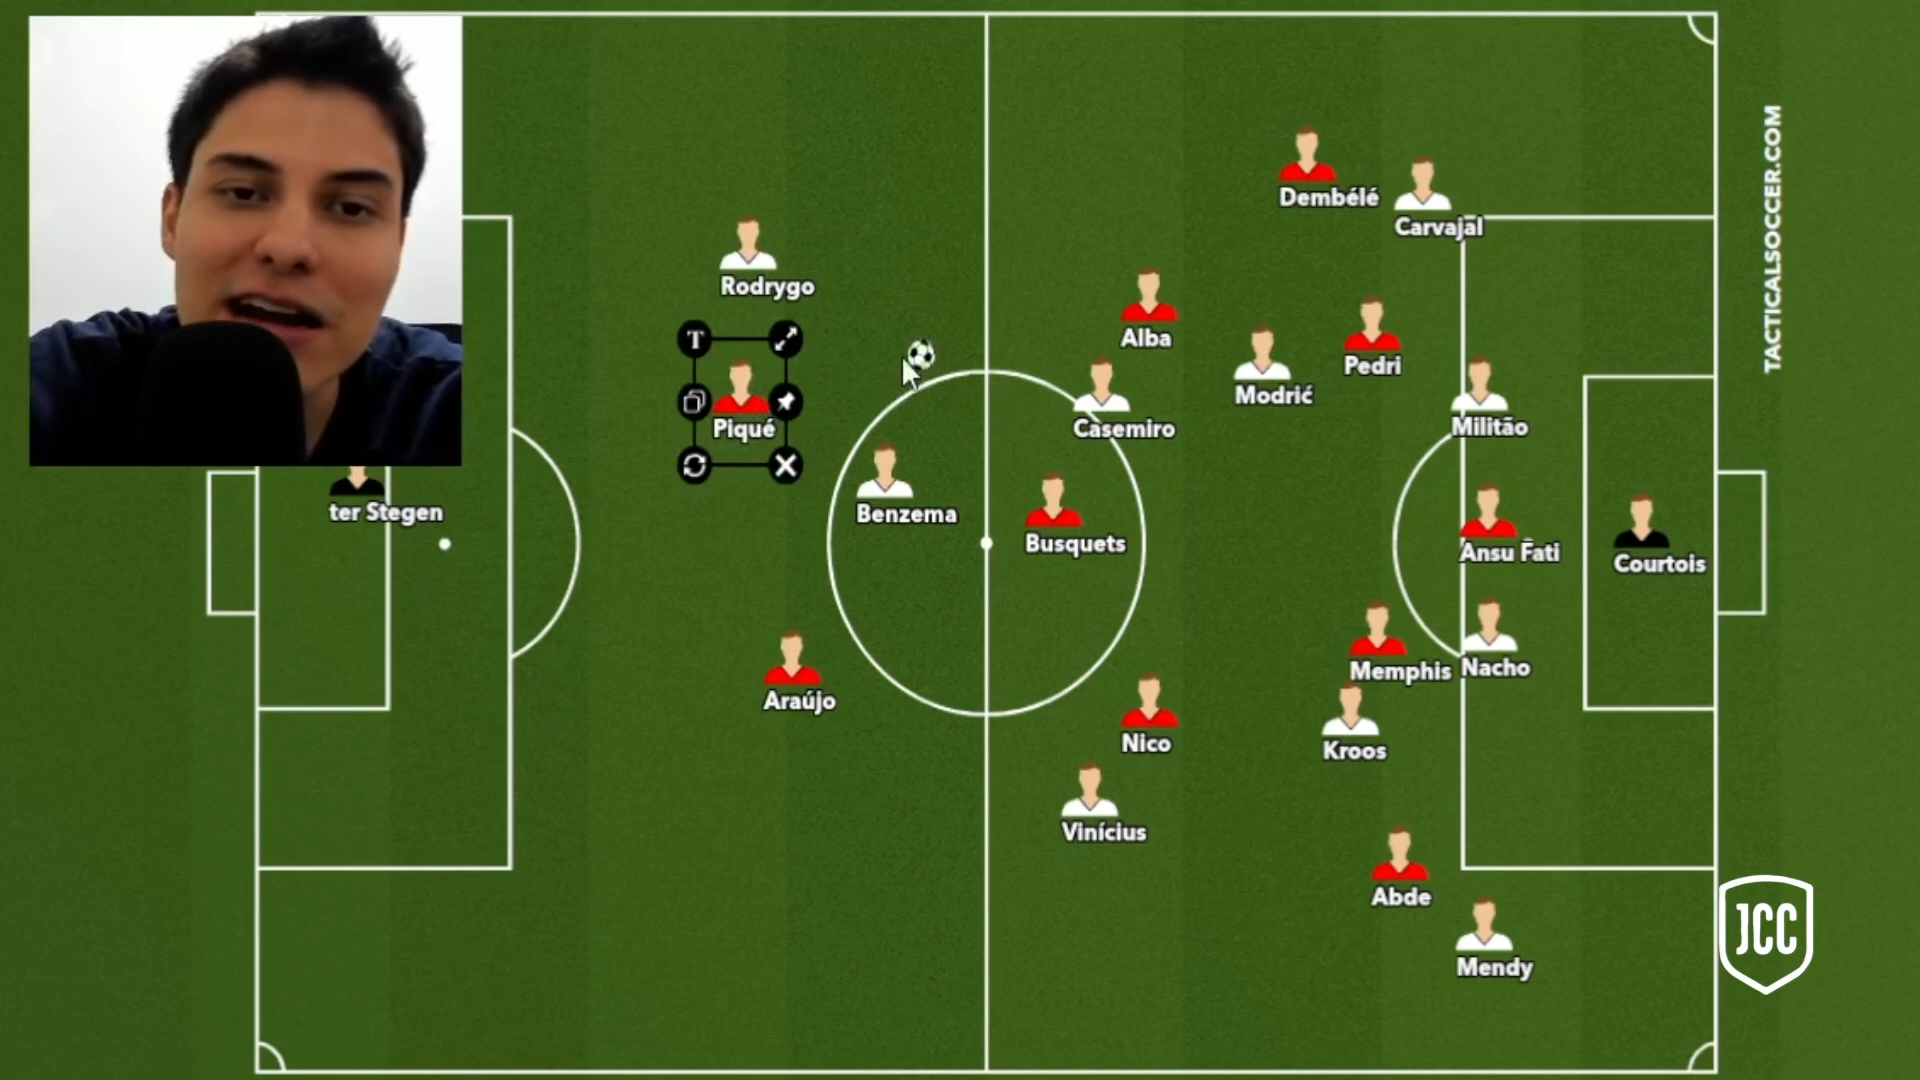 Dembélé
Carvajal
Rodrygo
Alba
Pedri
Modrić
T
Piqué
Casemiro
Militão
ter Stegen
Benzema
Busquets
Ansu Fati
Courtois
Memphis
Nacho
Araújo
Nico
Kroos
Vinícius
Abde
Mendy
TACTICALSOCCER.COM
JCC